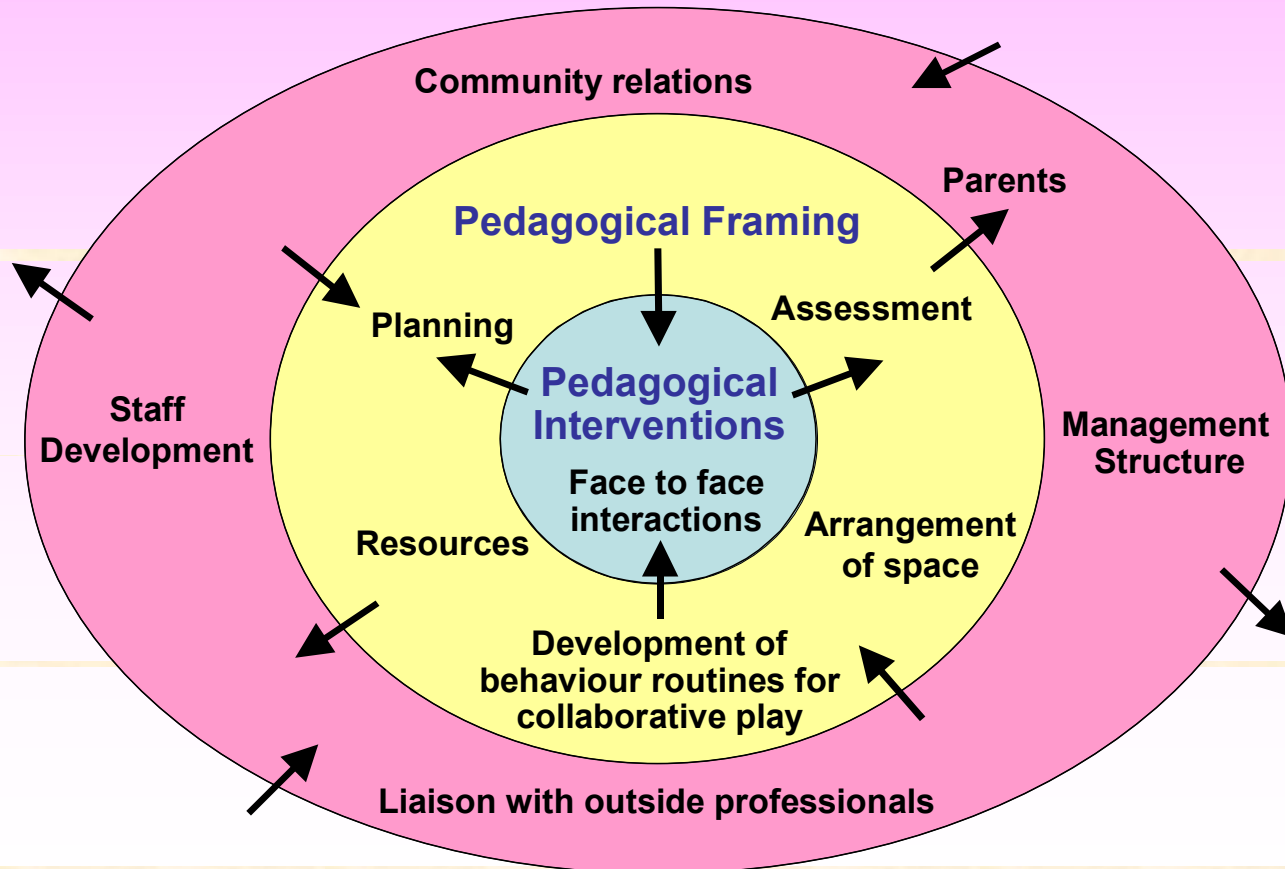 Community relations
Parents
Pedagogical Framing
Assessment
Planning
Pedagogical
Interventions
Staff
Development
Management
Structure
Face to face
interactions
Resources
Arrangement
of space
Development of
behaviour routines for
collaborative play
Liaison with outside professionals